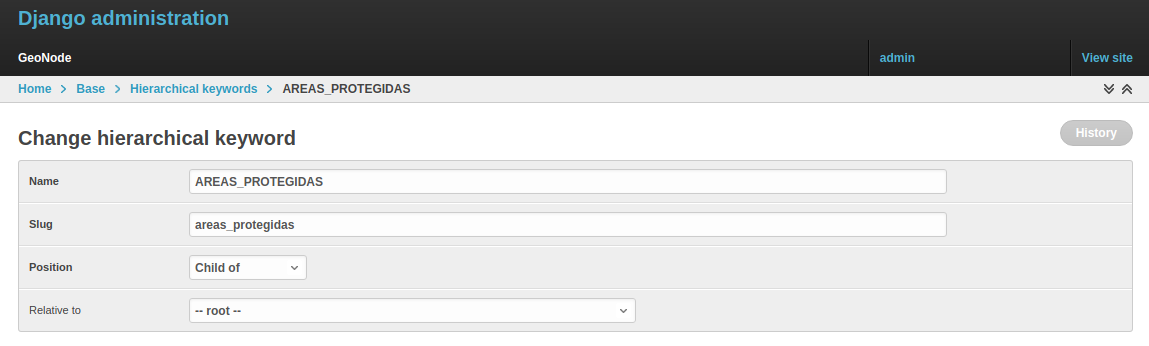 Django administration
GeoNode admin View site
Home Base Hierarchical keywords AREAS_PROTEGIDAS
Change hierarchical keyword History
Name AREAS_PROTEGIDAS
Slug areas_protegidas
Position Child of
Relative to -- root --